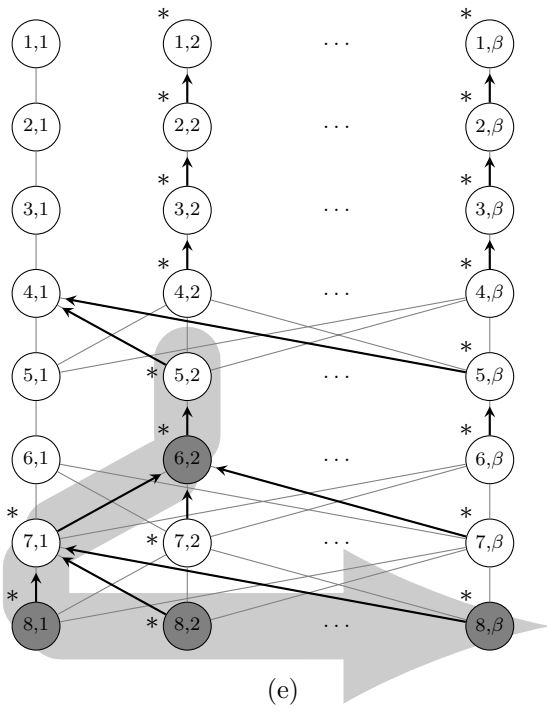 * *
1,1 1,2 ... 1,β
* *
2,1 2,2 ... 2,β
* *
3,1 3,2 ... 3,β
* *
4,1 4,2 ... 4,β
*
5,1 * 5,2 ... 5,β
* *
6,1 6,2 ... 6,β
* *
7,1 * 7,2 ... 7,β
* *
8,1 * 8,2 ... 8,β
(e)